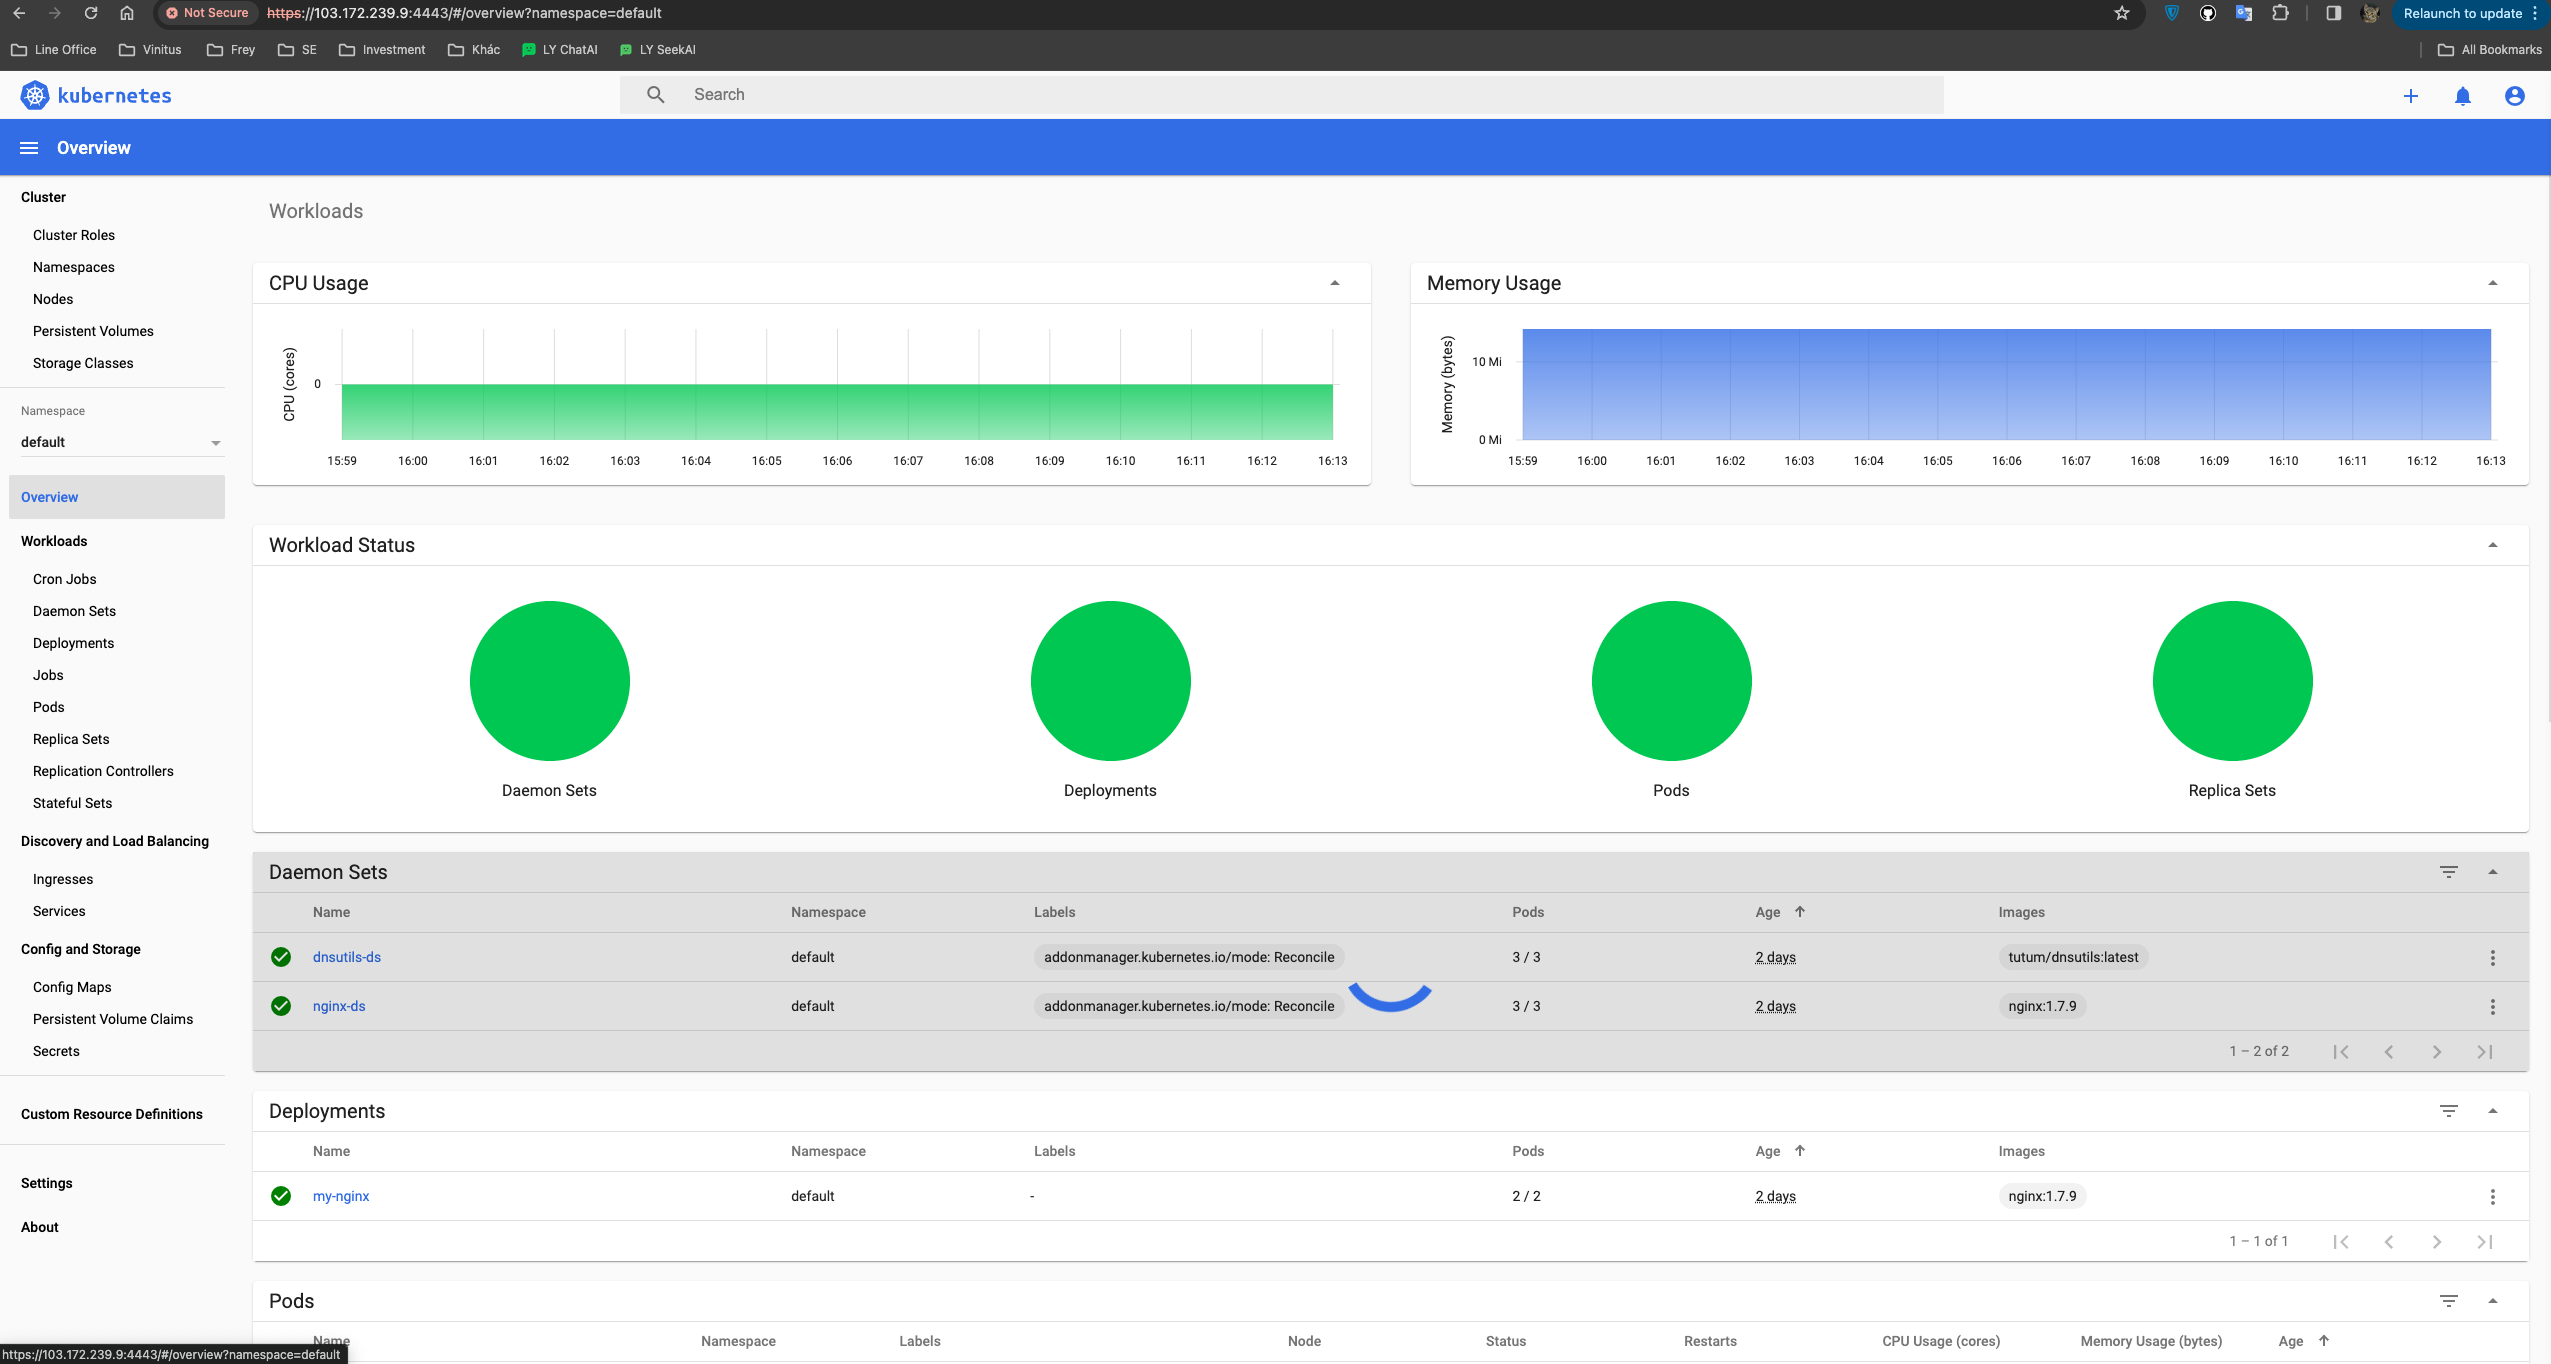 Not Secure https://103.172.239.9:4443/#/overview?namespace=default Relaunch to update
Line Office Vinitus Frey SE Investment Khác LY ChatAI LY SeekAI All Bookmarks
kubernetes Search
Overview
Cluster
Cluster Roles
Namespaces
Nodes
Persistent Volumes
Storage Classes
Namespace
default
Overview
Workloads
Cron Jobs
Daemon Sets
Deployments
Jobs
Pods
Replica Sets
Replication Controllers
Stateful Sets
Discovery and Load Balancing
Ingresses
Services
Config and Storage
Config Maps
Persistent Volume Claims
Secrets
Custom Resource Definitions
Settings
About
Workloads
CPU Usage
CPU (cores)
0
15:59 16:00 16:01 16:02 16:03 16:04 16:05 16:06 16:07 16:08 16:09 16:10 16:11 16:12 16:13
Memory Usage
Memory (bytes)
10 Mi
0 Mi
15:59 16:00 16:01 16:02 16:03 16:04 16:05 16:06 16:07 16:08 16:09 16:10 16:11 16:12 16:13
Workload Status
Daemon Sets Deployments Pods Replica Sets
Daemon Sets
Name Namespace Labels Pods Age Images
dnsutils-ds default addonmanager.kubernetes.io/mode: Reconcile 3 / 3 2 days tutum/dnsutils:latest
nginx-ds default addonmanager.kubernetes.io/mode: Reconcile 3 / 3 2 days nginx:1.7.9
1 – 2 of 2
Deployments
Name Namespace Labels Pods Age Images
my-nginx default - 2 / 2 2 days nginx:1.7.9
1 – 1 of 1
Pods
Name Namespace Labels Node Status Restarts CPU Usage (cores) Memory Usage (bytes) Age
https://103.172.239.9:4443/#/overview?namespace=default